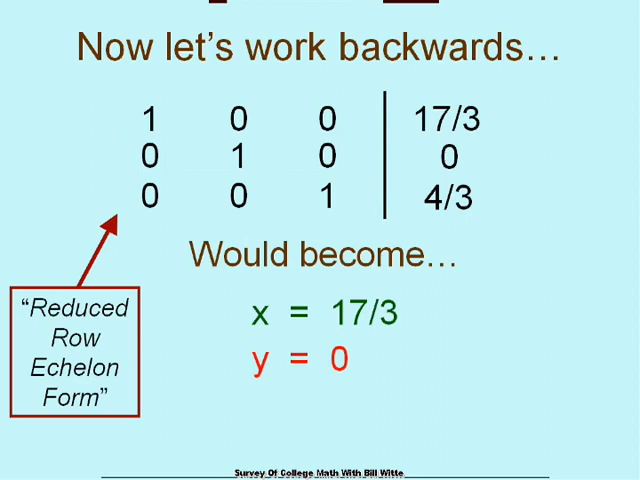 Now let's work backwards…
1 0 0 17/3
0 1 0 0
0 0 1 4/3
Would become…
"Reduced
Row
Echelon
Form"
x = 17/3
y = 0
Survey Of College Math With Bill Witte